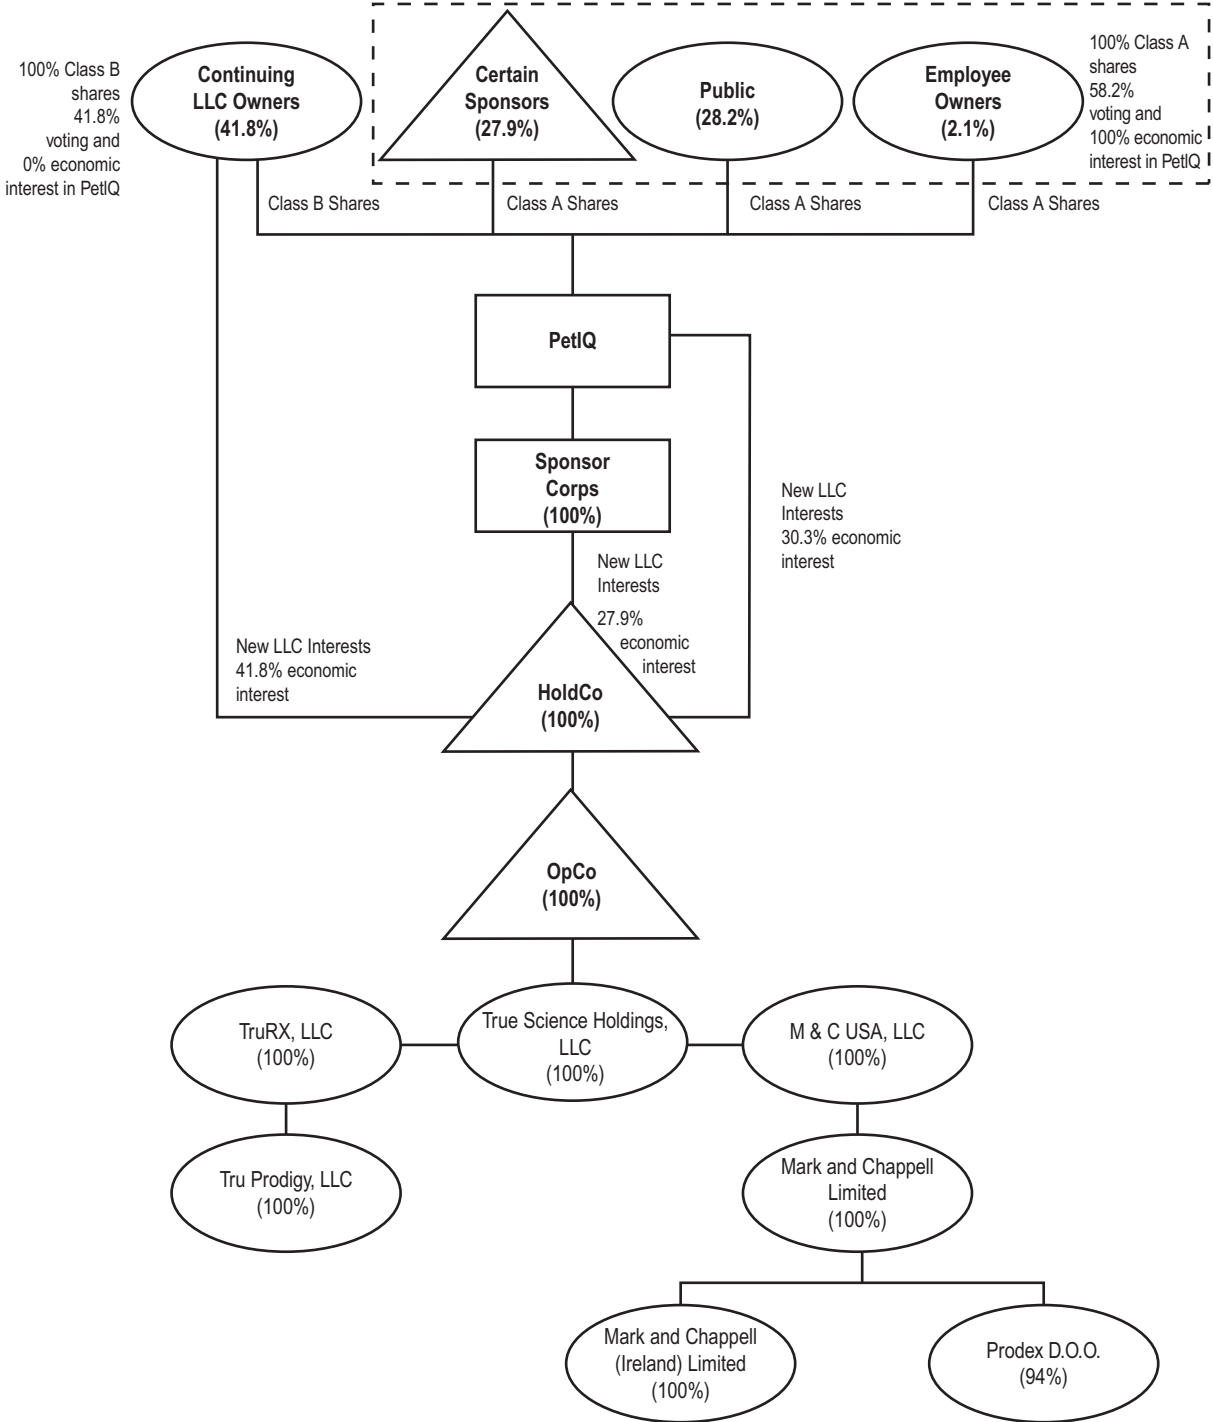 100% Class B
shares
41.8%
voting and
0% economic
interest in PetIQ
Continuing
LLC Owners
(41.8%)
Certain
Sponsors
(27.9%)
Public
(28.2%)
Employee
Owners
(2.1%)
100% Class A
shares
58.2%
voting and
100% economic
interest in PetIQ
Class B Shares
Class A Shares
Class A Shares
Class A Shares
PetIQ
Sponsor
Corps
(100%)
New LLC
Interests
30.3% economic
interest
New LLC
Interests
27.9%
economic
interest
New LLC Interests
41.8% economic
interest
HoldCo
(100%)
OpCo
(100%)
TruRX, LLC
(100%)
True Science Holdings,
LLC
(100%)
M & C USA, LLC
(100%)
Tru Prodigy, LLC
(100%)
Mark and Chappell
Limited
(100%)
Mark and Chappell
(Ireland) Limited
(100%)
Prodex D.O.O.
(94%)